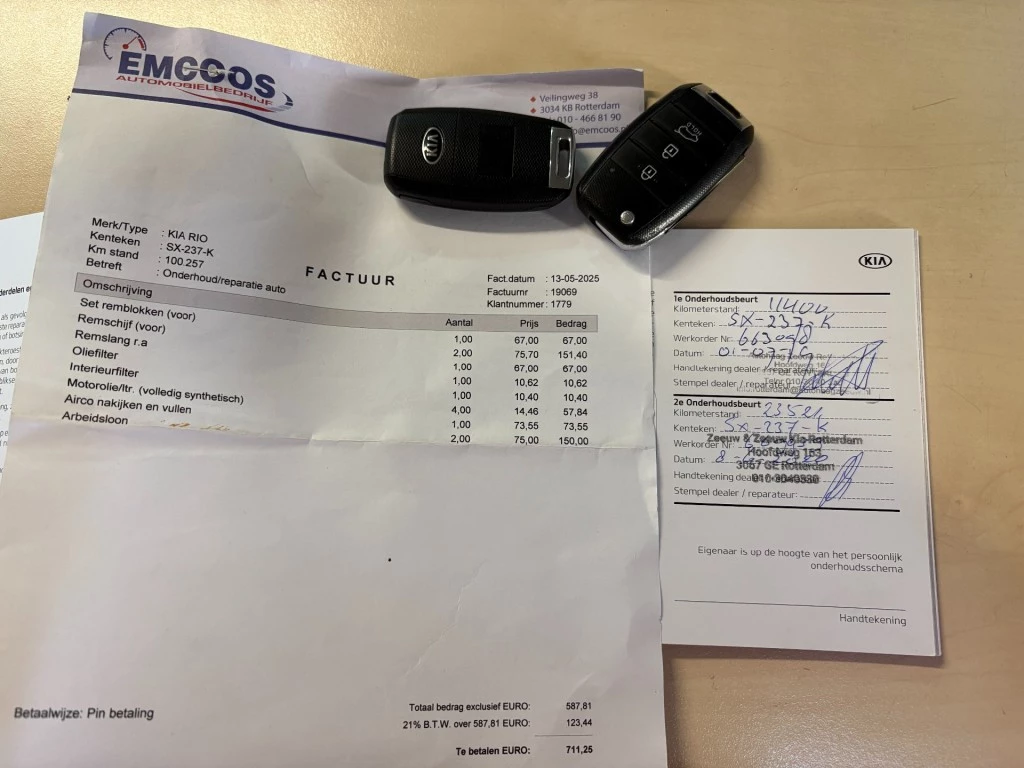 EMCOOS
AUTOMOBIELBEDRIJF
Veilingweg 38
3034 KB Rotterdam
010 - 466 81 90
Merk/Type : KIA RIO
Kenteken : SX-237-K
Km stand : 100.257
Betreft : Onderhoud/reparatie auto
FACTUUR
Fact.datum : 13-05-2025
Factuurnr : 19069
Klantnummer : 1779
Omschrijving Aantal Prijs Bedrag
Set remblokken (voor) 1,00 67,00 67,00
Remschijf (voor) 2,00 75,70 151,40
Remslang r.a 1,00 67,00 67,00
Oliefilter 1,00 10,62 10,62
Interieurfilter 1,00 10,40 10,40
Motorolie/ltr. (volledig synthetisch) 4,00 14,46 57,84
Airco nakijken en vullen 1,00 73,55 73,55
Arbeidsloon 2,00 75,00 150,00
Betaalwijze: Pin betaling
Totaal bedrag exclusief EURO: 587,81
21% B.T.W. over 587,81 EURO: 123,44
Te betalen EURO: 711,25
KIA
HOLD
KIA
1e Onderhoudsbeurt
Kilometerstand: 11400
Kenteken: SX-237-K
Werkorder Nr:
Datum:
Handtekening dealer / reparateur:
Stempel dealer / reparateur:
2e Onderhoudsbeurt
Kilometerstand: 23521
Kenteken: SX-237-K
Werkorder Nr
Zeeuw & Zeeuw Kia Rotterdam
Hoofdweg 153
Datum:
3067 GE Rotterdam
Handtekening
Stempel dealer / reparateur:
Eigenaar is op de hoogte van het persoonlijk
onderhoudsschema
Handtekening